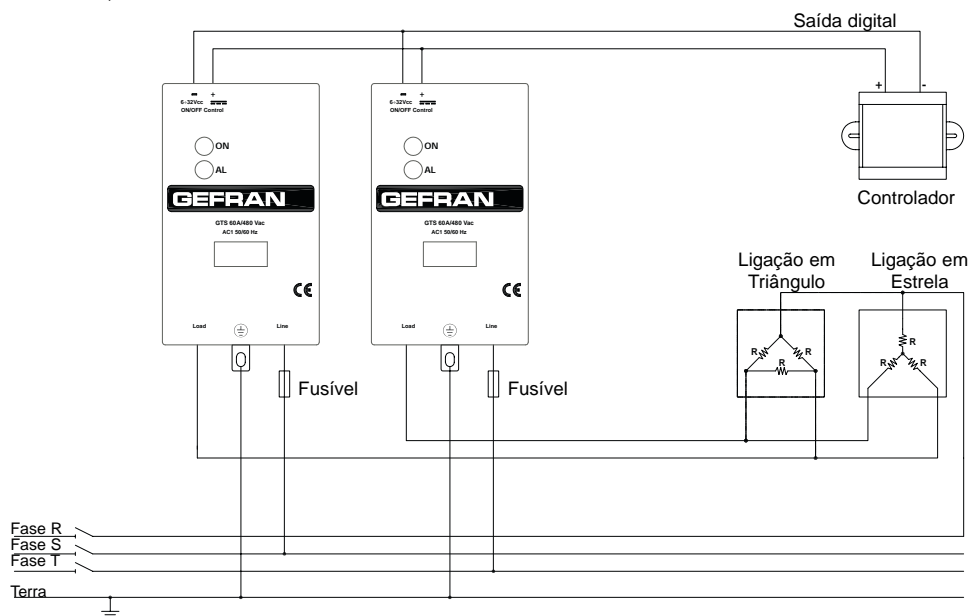 Saída digital
- +
6-32Vcc
ON/OFF Control
ON
AL
GEFRAN
GTS 60A/480 Vac
AC1 50/60 Hz
CE
Load
Line
Fusível
- +
6-32Vcc
ON/OFF Control
ON
AL
GEFRAN
GTS 60A/480 Vac
AC1 50/60 Hz
CE
Load
Line
Fusível
+ -
Controlador
Ligação em
Triângulo
R R
R
Ligação em
Estrela
R
R R
Fase R
Fase S
Fase T
Terra